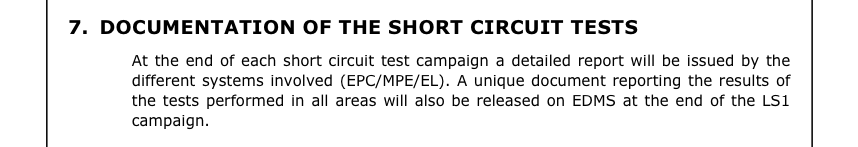 7. DOCUMENTATION OF THE SHORT CIRCUIT TESTS
At the end of each short circuit test campaign a detailed report will be issued by the
different systems involved (EPC/MPE/EL). A unique document reporting the results of
the tests performed in all areas will also be released on EDMS at the end of the LS1
campaign.